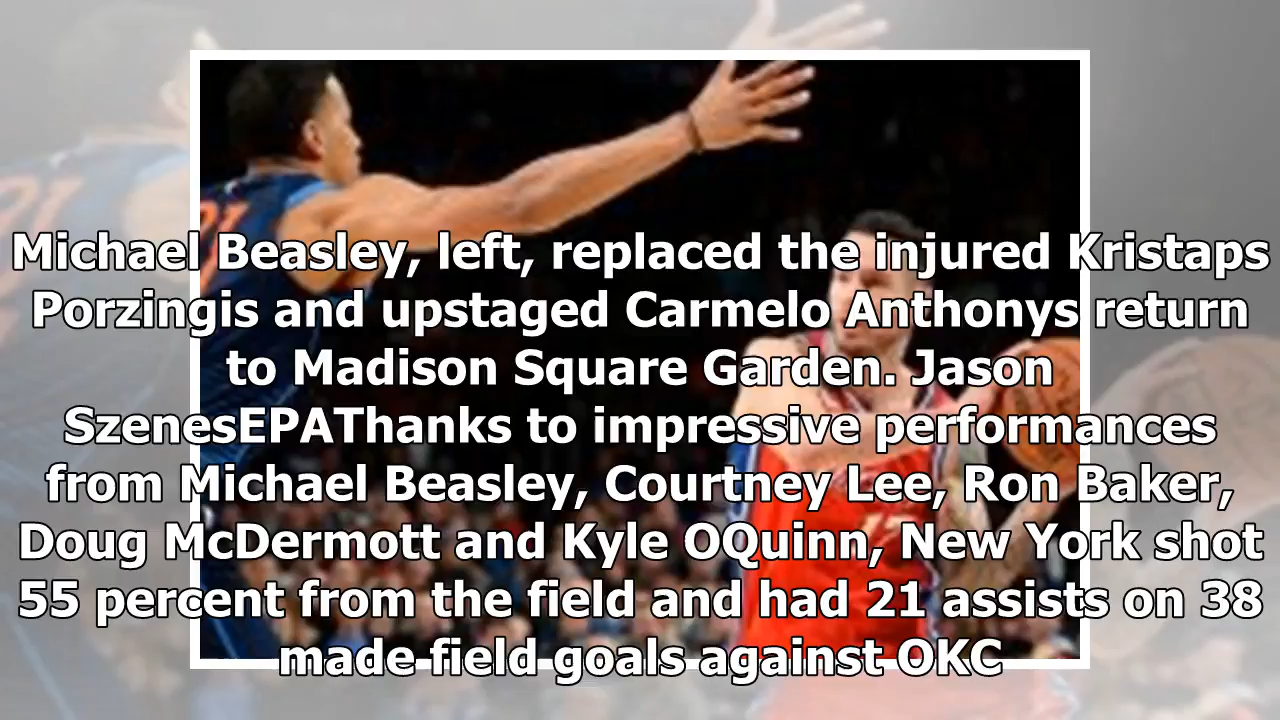 Michael Beasley, left, replaced the injured Kristaps
Porzingis and upstaged Carmelo Anthonys return
to Madison Square Garden. Jason
SzenesEPAThanks to impressive performances
from Michael Beasley, Courtney Lee, Ron Baker,
Doug McDermott and Kyle OQuinn, New York shot
55 percent from the field and had 21 assists on 38
made field goals against OKC